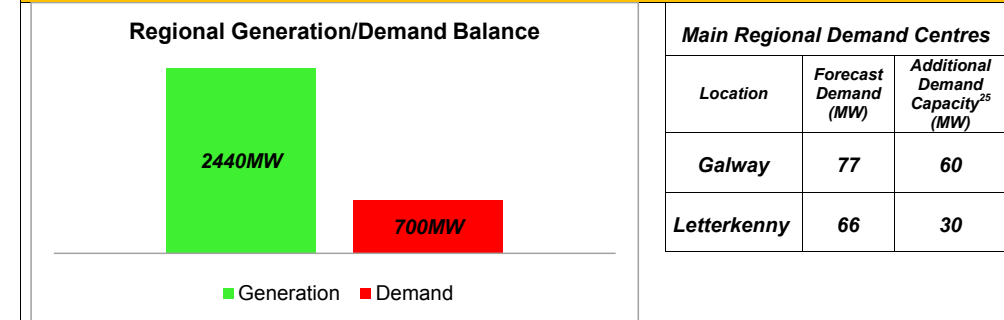 Regional Generation/Demand Balance
2440MW
700MW
Generation Demand
Main Regional Demand Centres
Location
Forecast
Demand
(MW)
Additional
Demand
Capacity25
(MW)
Galway 77 60
Letterkenny 66 30